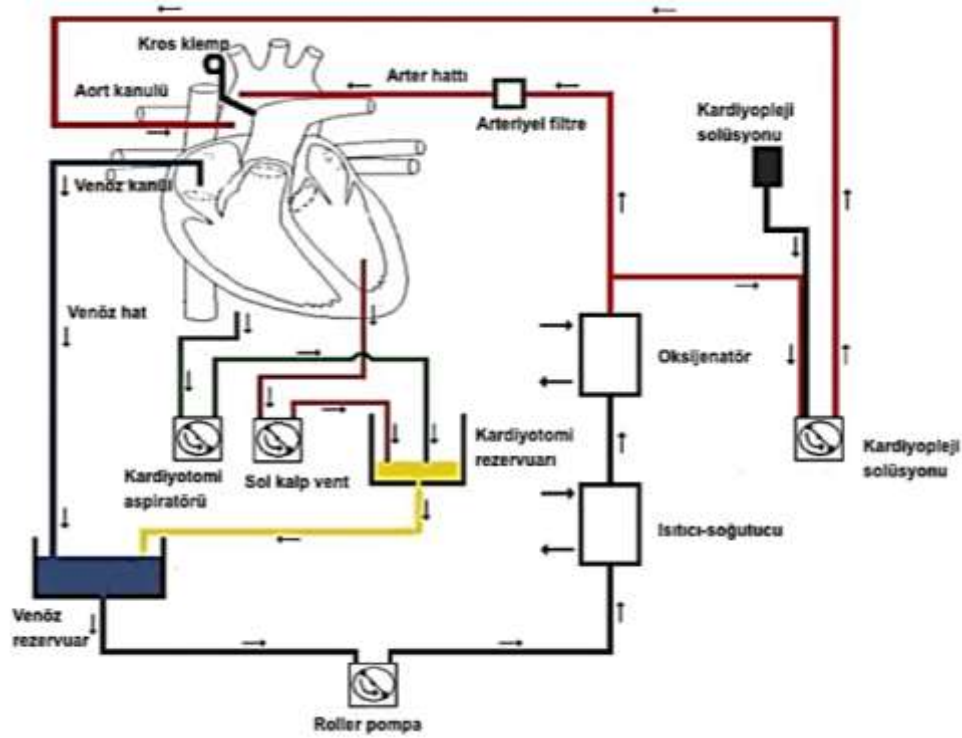 Kros klemp
Arter hattı
Aort kanulü
Arteriyel filtre
Kardiyopleji
solüsyonu
Venöz kanül
Venöz hat
Oksijenatör
Kardiyotomi
rezervuarı
Kardiyopleji
solüsyonu
Kardiyotomi
aspiratörü
Sol kalp vent
Isıtıcı-soğutucu
Venöz
rezervuar
Roller pompa